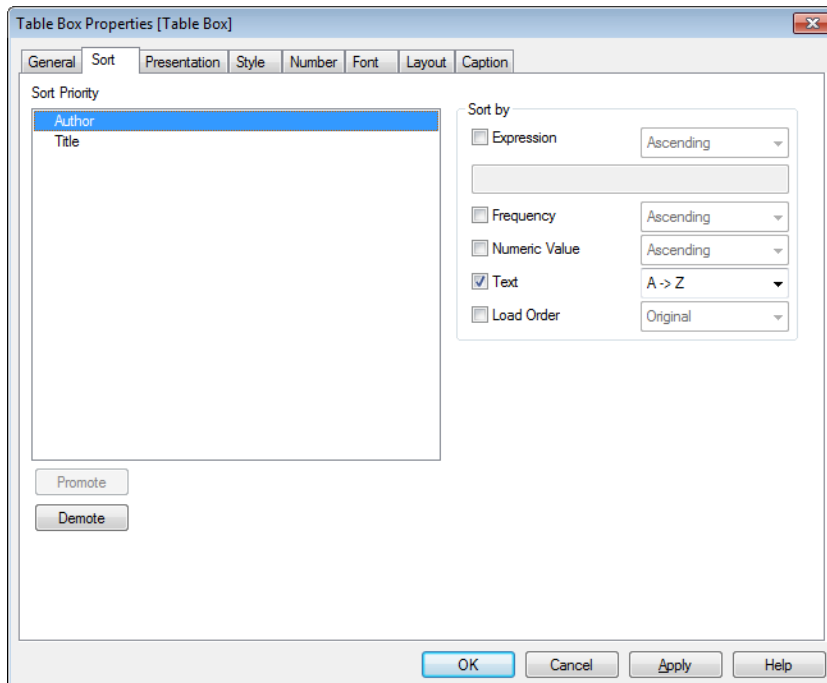 Table Box Properties [Table Box]
General Sort Presentation Style Number Font Layout Caption
Sort Priority
Author
Title
Sort by
Expression Ascending
Frequency Ascending
Numeric Value Ascending
Text A -> Z
Load Order Original
Promote
Demote
OK Cancel Apply Help